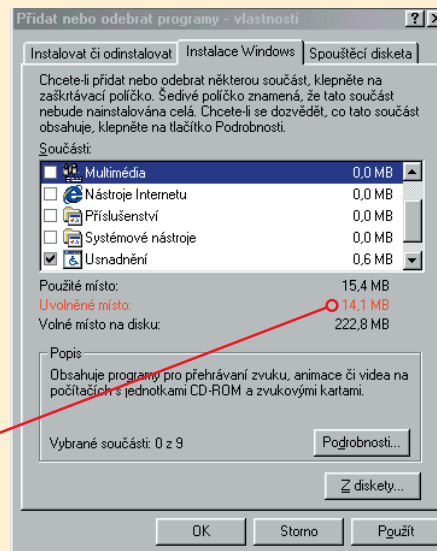 Přidat nebo odebrat programy - vlastnosti
Instalovat či odinstalovat Instalace Windows Spouštěcí disketa
Chcete-li přidat nebo odebrat některou součást, klepněte na
zaškrtávací políčko. Šedivé políčko znamená, že tato součást
nebude nainstalována celá. Chcete-li se dozvědět, co tato součást
obsahuje, klepněte na tlačítko Podrobnosti.
Součásti:
Multimédia 0,0 MB
Nástroje Internetu 0,0 MB
Příslušenství 0,0 MB
Systémové nástroje 0,0 MB
Usnadnění 0,6 MB
Použité místo: 15,4 MB
Uvolněné místo: 14,1 MB
Volné místo na disku: 222,8 MB
Popis
Obsahuje programy pro přehrávaní zvuku, animace či videa na
počítačích s jednotkami CD-ROM a zvukovými kartami.
Vybrané součásti: 0 z 9
Podrobnosti...
Z diskety...
OK Storno Použít